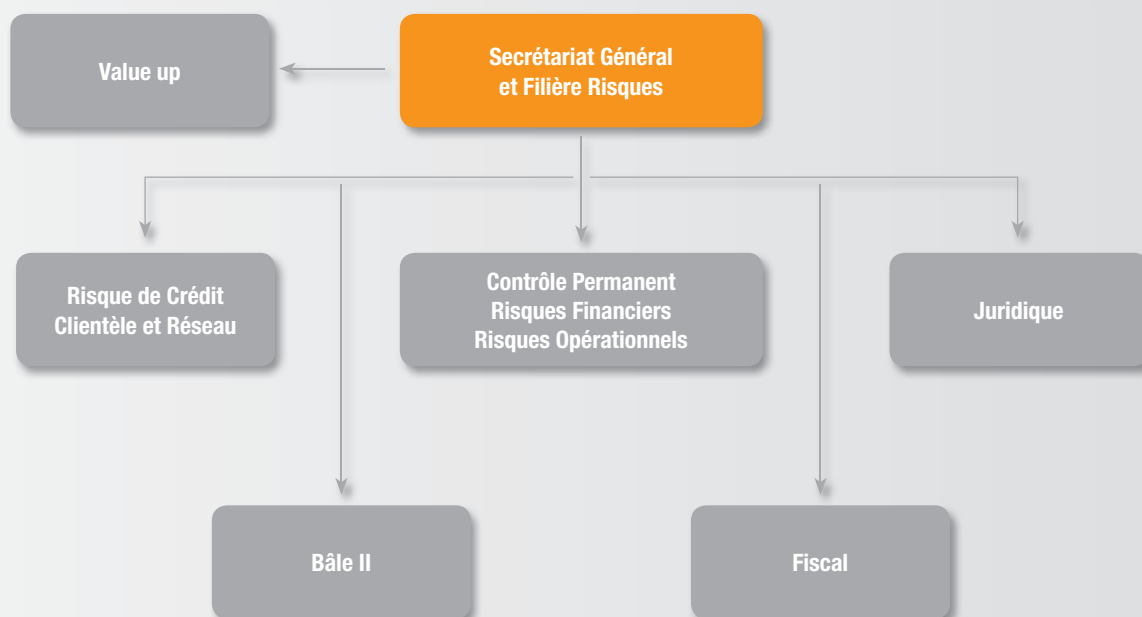 Value up
Secrétariat Général
et Filière Risques
Risque de Crédit
Clientèle et Réseau
Contrôle Permanent
Risques Financiers
Risques Opérationnels
Juridique
Bâle II
Fiscal